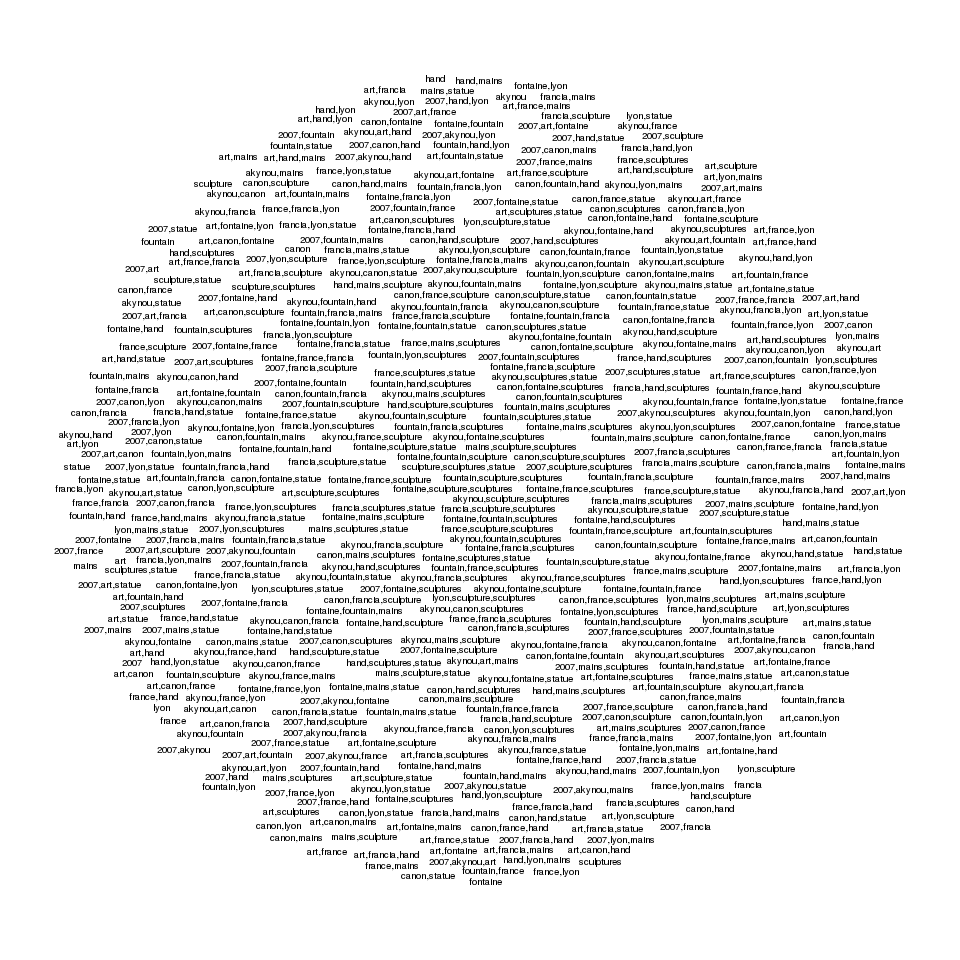 hand hand,mains fontaine,lyon
art,francia mains,statue
akynou,lyon 2007,hand,lyon akynou francia,mains
hand,lyon 2007,art,france art,france,mains
art,hand,lyon canon,fontaine fontaine,fountain francia,sculpture lyon,statue
2007,fountain akynou,art,hand 2007,akynou,lyon 2007,art,fontaine akynou,france
fountain,statue 2007,canon,hand fountain,hand,lyon 2007,hand,statue 2007,sculpture
art,mains art,hand,mains 2007,akynou,hand art,fountain,statue 2007,canon,mains francia,hand,lyon
akynou,mains france,lyon,statue akynou,art,fontaine 2007,france,mains france,sculptures art,sculpture
sculpture canon,sculpture canon,hand,mains fountain,francia,lyon art,france,sculpture art,hand,sculpture art,lyon,mains
akynou,canon art,fountain,mains fontaine,francia,lyon canon,fountain,hand akynou,lyon,mains 2007,art,mains
akynou,francia france,francia,lyon 2007,fountain,france 2007,fontaine,statue canon,france,statue akynou,art,france
2007,statue art,fontaine,lyon francia,lyon,statue art,canon,sculptures art,sculptures,statue canon,sculptures canon,francia,lyon
fountain art,canon,fontaine fontaine,francia,hand lyon,sculpture,statue canon,fontaine,hand fontaine,sculpture
hand,sculptures canon 2007,fountain,mains canon,hand,sculpture 2007,hand,sculptures akynou,fontaine,hand akynou,sculptures art,france,lyon
art,france,francia 2007,lyon,sculpture francia,mains,statue akynou,lyon,sculpture canon,fountain,france akynou,art,fountain art,france,hand
2007,art art,francia,sculpture france,lyon,sculpture fontaine,francia,mains akynou,canon,fountain fountain,lyon,statue akynou,hand,lyon
sculpture,statue sculpture,sculptures akynou,canon,statue 2007,akynou,sculpture fountain,lyon,sculpture akynou,art,sculpture art,fountain,france
canon,france hand,mains,sculpture akynou,fountain,mains fontaine,lyon,sculpture canon,fontaine,mains akynou,mains,statue art,fontaine,statue
akynou,statue 2007,fontaine,hand akynou,fountain,hand canon,france,sculpture canon,sculpture,statue canon,fountain,statue 2007,france,francia 2007,art,hand
2007,art,francia art,canon,sculpture fountain,francia,mains akynou,fountain,francia akynou,canon,sculpture fountain,france,statue akynou,francia,lyon art,lyon,statue
fontaine,hand fountain,sculptures fontaine,fountain,lyon francia,francia,sculpture fontaine,fountain,francia canon,fontaine,francia fountain,france,lyon 2007,canon
francia,lyon,sculpture fontaine,fountain,statue canon,sculptures,statue akynou,hand,sculpture lyon,mains
france,sculpture 2007,fontaine,france fontaine,francia,statue france,mains,sculptures akynou,fontaine,fountain canon,fontaine,sculpture akynou,fontaine,mains art,hand,sculptures akynou,art
art,hand,statue 2007,art,sculptures fontaine,france,francia fountain,lyon,sculptures 2007,fountain,sculptures france,hand,sculptures akynou,canon,lyon lyon,sculptures
2007,francia,sculpture france,sculptures,statue fontaine,francia,sculpture 2007,sculptures,statue 2007,canon,fountain canon,france,lyon
fountain,mains akynou,canon,hand 2007,fontaine,fountain fountain,hand,sculptures akynou,sculptures,statue art,france,sculptures
fontaine,francia art,fontaine,fountain canon,fountain,francia akynou,mains,sculptures canon,fontaine,sculptures francia,hand,sculptures fountain,france,hand akynou,sculpture
2007,canon,lyon akynou,canon,mains 2007,fountain,sculpture hand,sculpture,sculptures fountain,mains,sculptures canon,fountain,sculptures akynou,fountain,france fontaine,lyon,statue fontaine,france
canon,francia francia,hand,statue fontaine,france,statue akynou,fountain,sculpture fountain,sculptures,statue 2007,akynou,sculptures akynou,fountain,lyon canon,hand,lyon
2007,francia,lyon akynou,fontaine,lyon francia,lyon,sculptures fountain,francia,sculptures fontaine,mains,sculptures akynou,lyon,sculptures 2007,canon,fontaine france,statue
akynou,hand 2007,lyon canon,fountain,mains akynou,france,sculpture akynou,fontaine,sculptures fountain,mains,sculpture canon,fontaine,france canon,lyon,mains
art,lyon 2007,canon,statue fontaine,fountain,hand fontaine,sculpture,statue mains,sculpture,sculptures 2007,francia,sculptures canon,france,francia
2007,art,canon fountain,lyon,mains francia,sculpture,statue fontaine,fountain,sculpture fountain,sculpture,statue francia,mains,sculpture art,fountain,lyon
statue 2007,lyon,statue fountain,francia,hand sculpture,sculptures,statue 2007,sculpture,sculptures canon,francia,mains fontaine,mains
fontaine,statue art,fountain,francia canon,fontaine,statue fontaine,france,sculpture fountain,sculpture,sculptures fountain,francia,sculpture fountain,france,mains
francia,lyon akynou,art,statue canon,lyon,sculpture art,sculpture,sculptures fontaine,sculpture,sculptures fontaine,france,sculptures france,sculpture,statue akynou,francia,hand 2007,art,lyon
france,francia 2007,canon,francia france,lyon,sculptures francia,sculptures,statue akynou,sculpture,sculptures france,mains,sculptures 2007,mains,sculpture fontaine,hand,lyon
fountain,hand france,hand,mains akynou,francia,statue fontaine,mains,sculpture francia,sculpture,sculptures akynou,sculpture,statue 2007,sculpture,statue
lyon,mains,statue 2007,lyon,sculptures mains,sculptures,statue fontaine,fountain,sculptures fontaine,hand,sculptures hand,mains,statue
2007,fontaine 2007,francia,mains fountain,francia,statue france,sculpture,sculptures fountain,france,sculpture art,fountain,sculptures
2007,france 2007,art,sculpture 2007,akynou,fountain akynou,francia,sculpture akynou,fountain,sculptures canon,fountain,sculpture fontaine,france,mains art,canon,fountain
art france,lyon,mains canon,mains,sculptures fontaine,francia,sculptures akynou,fontaine,france akynou,hand,statue hand,statue
mains sculptures,statue 2007,fountain,francia akynou,hand,sculptures fontaine,sculptures,statue fountain,sculpture,statue 2007,fontaine,mains art,francia,lyon
france,francia,statue akynou,fountain,statue fountain,france,sculptures akynou,france,sculptures france,mains,sculpture hand,lyon,sculptures france,hand,lyon
2007,art,statue canon,fontaine,lyon lyon,sculptures,statue akynou,francia,sculptures akynou,fontaine,sculpture fontaine,fountain,france
art,fountain,hand 2007,fontaine,francia canon,francia,sculpture 2007,fontaine,sculptures lyon,sculpture,sculptures canon,france,sculptures lyon,mains,sculptures art,mains,sculpture
2007,sculptures fontaine,fountain,mains akynou,canon,sculptures fontaine,lyon,sculptures france,hand,sculpture art,lyon,sculptures
art,statue france,hand,statue akynou,canon,francia fontaine,hand,sculpture france,francia,sculptures fountain,hand,sculpture lyon,mains,sculpture art,mains,statue
2007,mains 2007,mains,statue fontaine,hand,statue canon,francia,sculptures 2007,france,sculptures 2007,fountain,statue
akynou,fontaine canon,mains,statue 2007,canon,sculptures akynou,mains,sculpture akynou,fontaine,francia akynou,canon,fontaine art,fontaine,francia canon,fountain
art,hand akynou,france,hand hand,sculpture,statue 2007,fontaine,sculpture canon,fontaine,fountain akynou,art,sculptures 2007,akynou,canon francia,hand
2007 hand,lyon,statue akynou,canon,france hand,sculptures,statue akynou,art,mains 2007,mains,sculptures fountain,hand,statue art,fontaine,france
art,canon fountain,sculpture akynou,france,mains mains,sculpture,statue akynou,fontaine,statue art,fontaine,sculptures france,mains,statue art,canon,statue
art,canon,france fontaine,france,lyon fontaine,mains,statue canon,hand,sculptures hand,mains,sculptures art,fountain,sculpture akynou,art,francia
france,hand akynou,france,lyon 2007,akynou,fontaine canon,mains,sculpture canon,france,mains fountain,francia
lyon akynou,art,canon canon,francia,statue fountain,mains,statue fountain,france,francia 2007,france,sculpture canon,francia,hand
france art,canon,francia 2007,hand,sculpture francia,hand,sculpture 2007,canon,sculpture canon,fountain,lyon art,canon,lyon
akynou,fountain 2007,akynou,francia akynou,france,francia canon,lyon,sculptures art,mains,sculptures art,fountain
2007,akynou 2007,france,statue art,fontaine,sculpture akynou,francia,mains france,francia,mains 2007,fontaine,lyon
2007,art,fountain 2007,akynou,france art,francia,sculptures akynou,france,statue fontaine,lyon,mains art,fontaine,hand
akynou,art,lyon 2007,fountain,hand fontaine,hand,mains fontaine,france,hand 2007,francia,statue
2007,hand mains,sculptures art,sculpture,statue fountain,hand,mains akynou,hand,mains 2007,fountain,lyon lyon,sculpture
fountain,lyon 2007,france,lyon akynou,lyon,statue 2007,akynou,statue 2007,akynou,mains france,lyon,mains francia
2007,france,hand fontaine,sculptures hand,lyon,sculpture france,francia,hand francia,sculptures hand,sculpture
art,sculptures canon,lyon,statue francia,hand,mains canon,hand,statue art,lyon,sculpture canon,hand
canon,lyon art,canon,mains art,fontaine,mains canon,france,hand art,francia,statue 2007,francia
canon,mains mains,sculpture art,france,statue 2007,francia,hand 2007,lyon,mains
art,france art,francia,hand art,fontaine art,francia,mains art,canon,hand
france,mains 2007,akynou,art hand,lyon,mains sculptures
canon,statue fountain,france france,lyon
fontaine